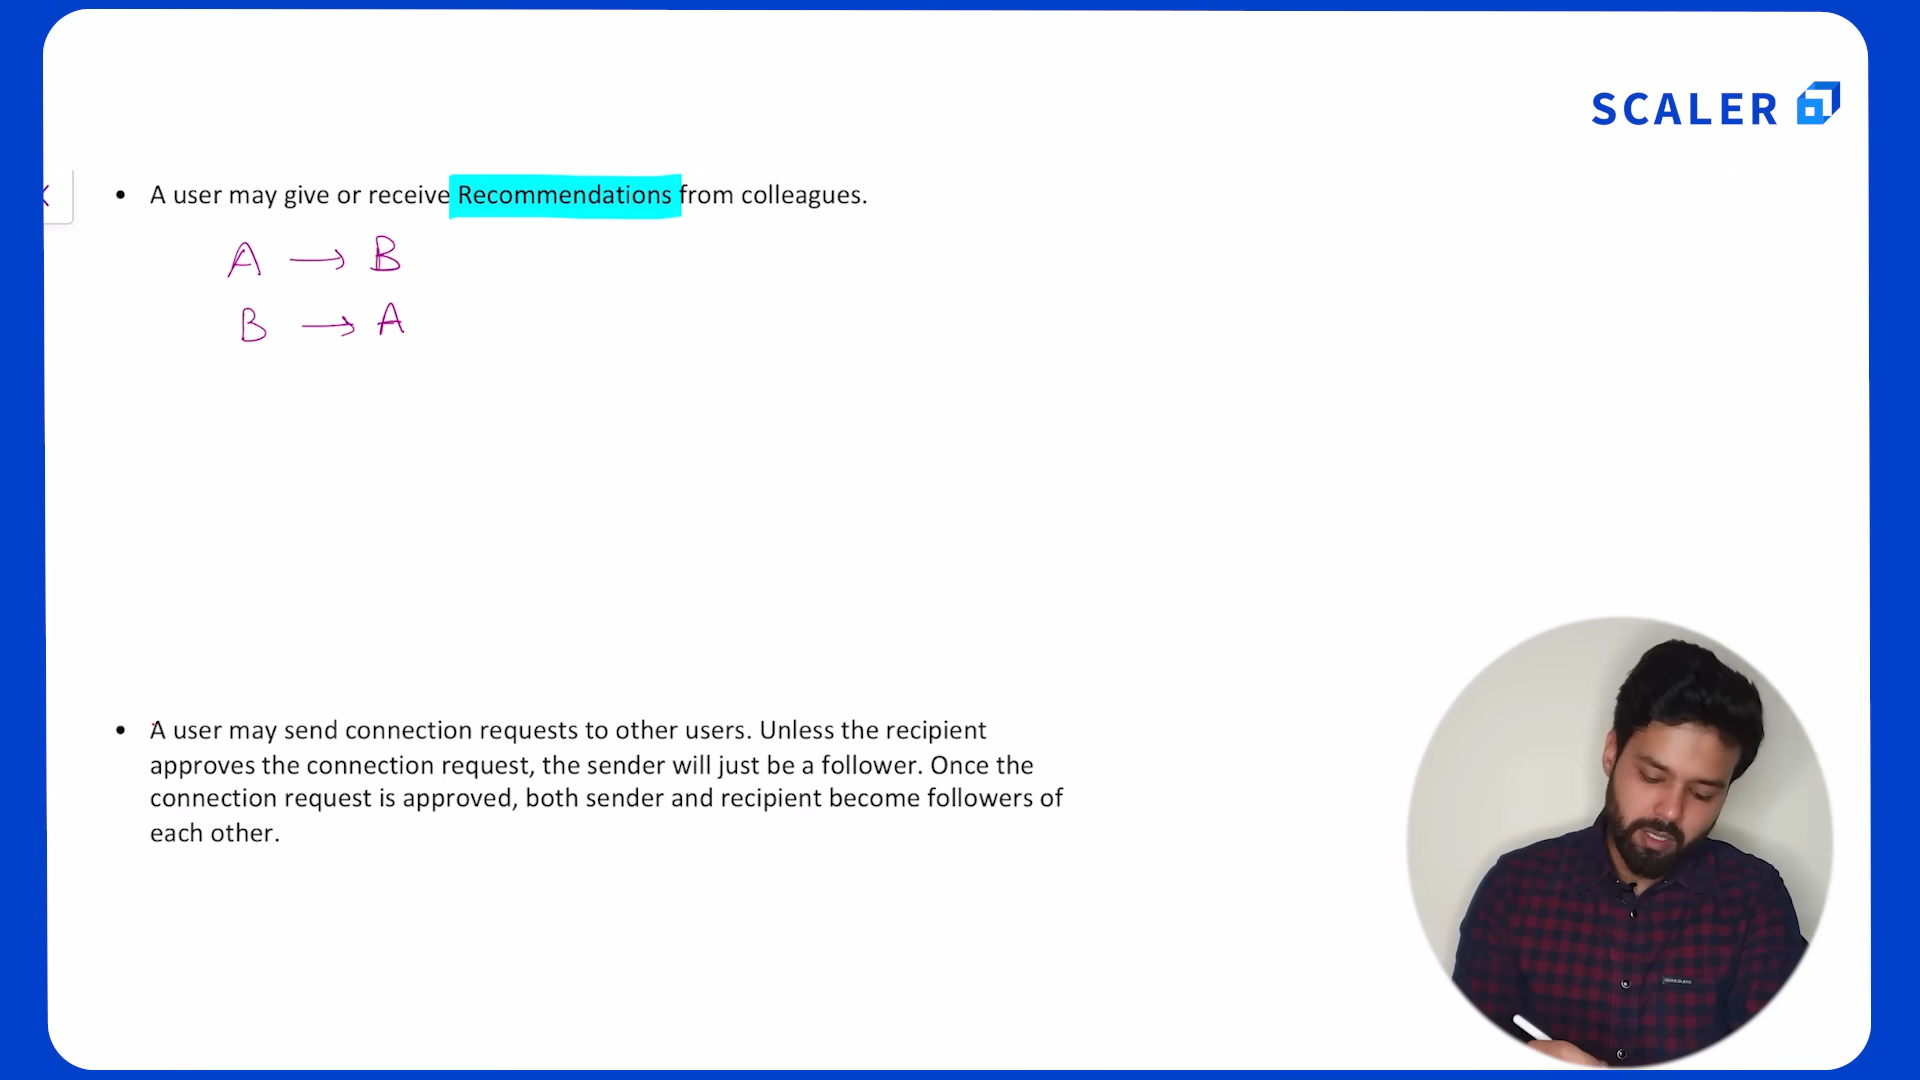 SCALER
• A user may give or receive Recommendations from colleagues.
A → B
B → A
• A user may send connection requests to other users. Unless the recipient
approves the connection request, the sender will just be a follower. Once the
connection request is approved, both sender and recipient become followers of
each other.